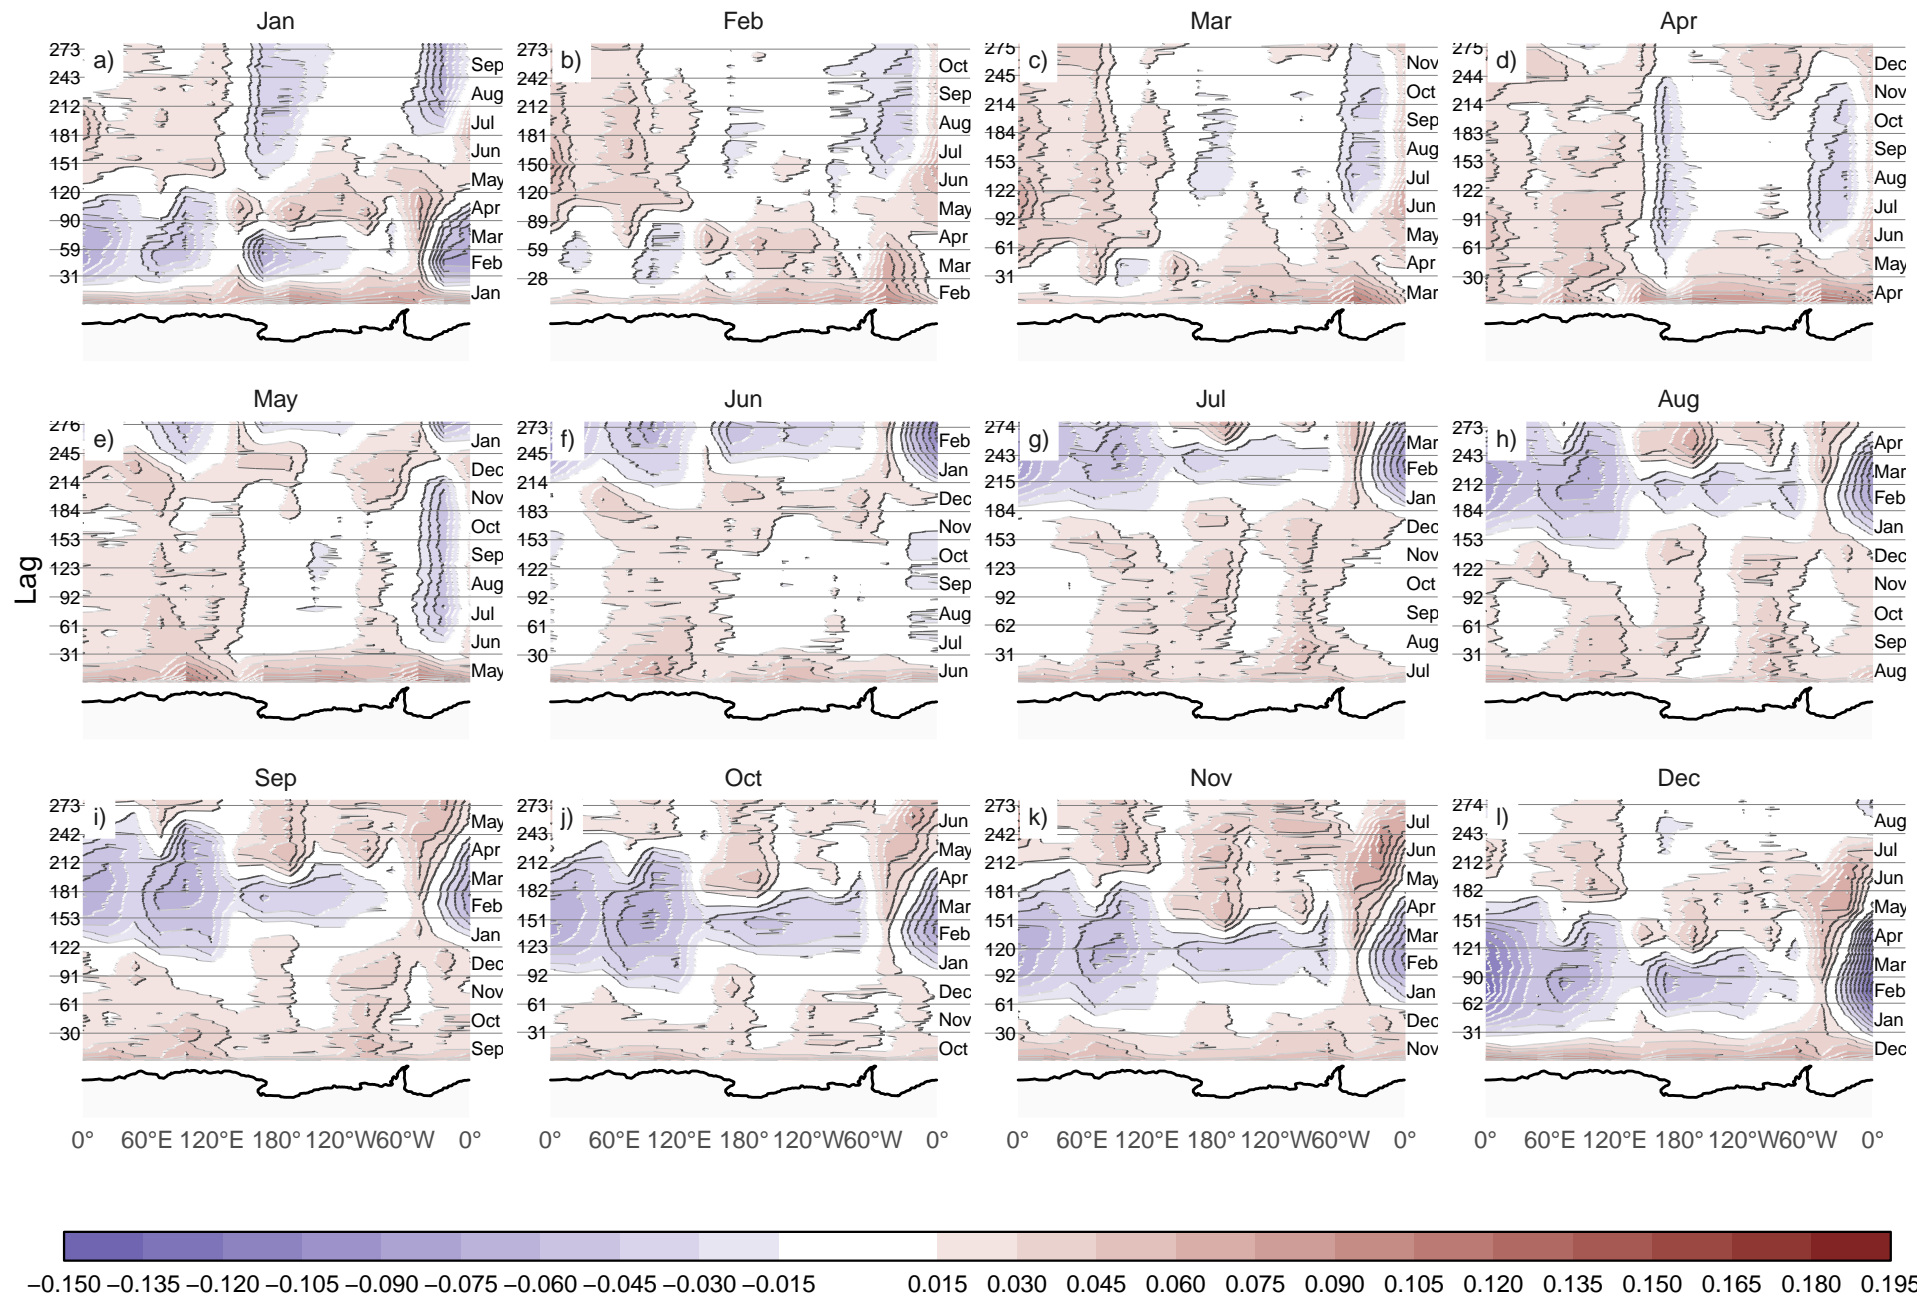 Jan Feb Mar Apr
a) b) c) d)
273 243 212 181 151 120 90 59 31
Sep Aug Jul Jun May Apr Mar Feb Jan
273 242 212 181 150 120 89 59 28
Oct Sep Aug Jul Jun May Apr Mar Feb
275 245 214 184 153 122 92 61 31
Nov Oct Sep Aug Jul Jun May Apr Mar
275 244 214 183 153 122 91 61 30
Dec Nov Oct Sep Aug Jul Jun May Apr
May Jun Jul Aug
Lag
e) f) g) h)
276 245 214 184 153 123 92 61 31
Jan Dec Nov Oct Sep Aug Jul Jun May
273 243 214 183 153 122 92 61 30
Feb Jan Dec Nov Oct Sep Aug Jul Jun
274 243 215 184 153 123 92 62 31
Mar Feb Jan Dec Nov Oct Sep Aug Jul
273 243 212 184 153 122 92 61 31
Apr Mar Feb Jan Dec Nov Oct Sep Aug
Sep Oct Nov Dec
i) j) k) l)
273 242 212 181 153 122 91 61 30
May Apr Mar Feb Jan Dec Nov Oct Sep
273 243 212 182 151 123 92 61 31
Jun May Apr Mar Feb Jan Dec Nov Oct
273 243 212 182 151 120 92 61 30
Jul Jun May Apr Mar Feb Jan Dec Nov
274 243 212 182 151 121 90 62 31
Aug Jul Jun May Apr Mar Feb Jan Dec
0° 60°E 120°E 180° 120°W 60°W 0° 0° 60°E 120°E 180° 120°W 60°W 0° 0° 60°E 120°E 180° 120°W 60°W 0° 0° 60°E 120°E 180° 120°W 60°W 0°
−0.150 −0.135 −0.120 −0.105 −0.090 −0.075 −0.060 −0.045 −0.030 −0.015 0.015 0.030 0.045 0.060 0.075 0.090 0.105 0.120 0.135 0.150 0.165 0.180 0.195